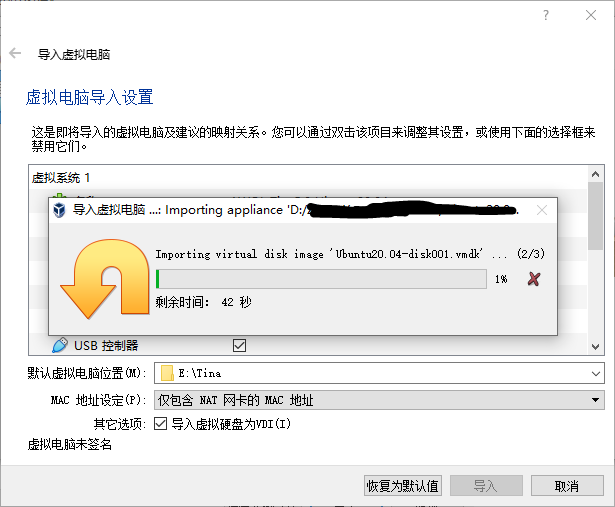 ?
导入虚拟电脑
虚拟电脑导入设置
这是即将导入的虚拟电脑及建议的映射关系。您可以通过双击该项目来调整其设置，或使用下面的选择框来
禁用它们。
虚拟系统 1
导入虚拟电脑 ...: Importing appliance 'D:/
Importing virtual disk image 'Ubuntu20.04-disk001.vmdk' ... (2/3)
1%
剩余时间： 42 秒
USB 控制器
默认虚拟电脑位置(M): E:\Tina
MAC 地址设定(P): 仅包含 NAT 网卡的 MAC 地址
其它选项: 导入虚拟硬盘为VDI(I)
虚拟电脑未签名
恢复为默认值 导入 取消